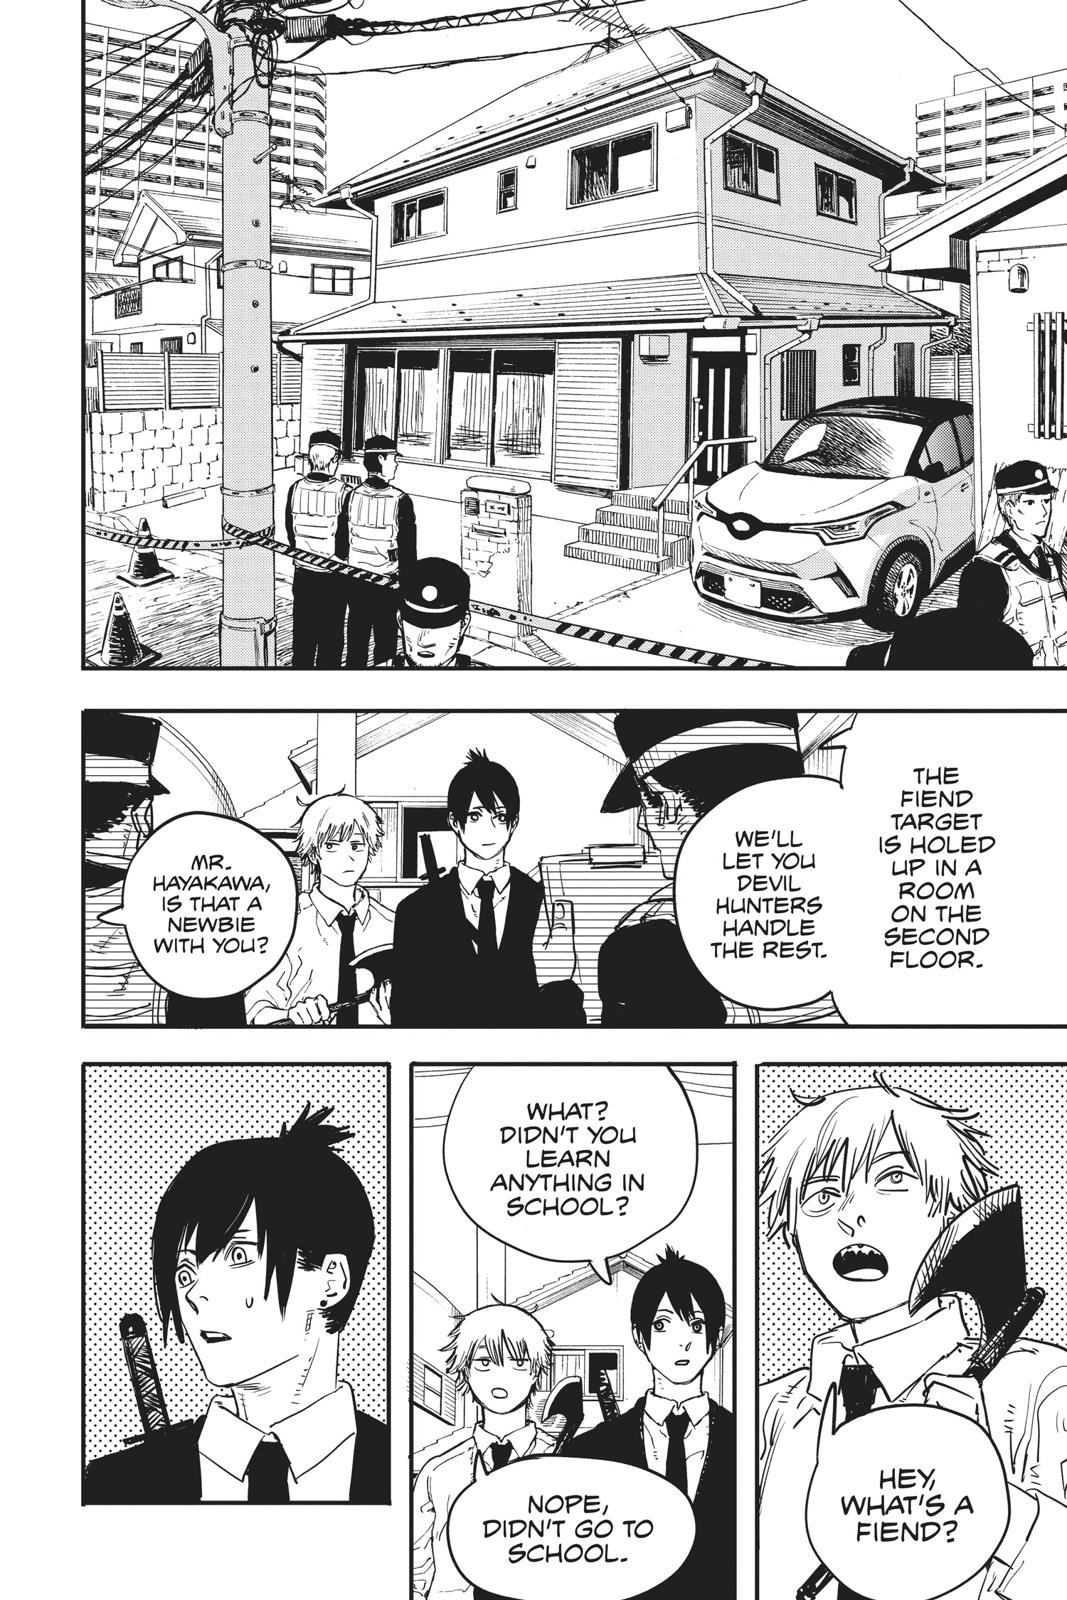 THE
FIEND
TARGET
IS HOLED
UP IN A
ROOM
ON THE
SECOND
FLOOR.
WE'LL
LET YOU
DEVIL
HUNTERS
HANDLE
THE REST.
MR.
HAYAKAWA,
IS THAT A
NEWBIE
WITH YOU?
HEY,
WHAT'S A
FIEND?
WHAT?
DIDN'T YOU
LEARN
ANYTHING IN
SCHOOL?
NOPE,
DIDN'T GO TO
SCHOOL.